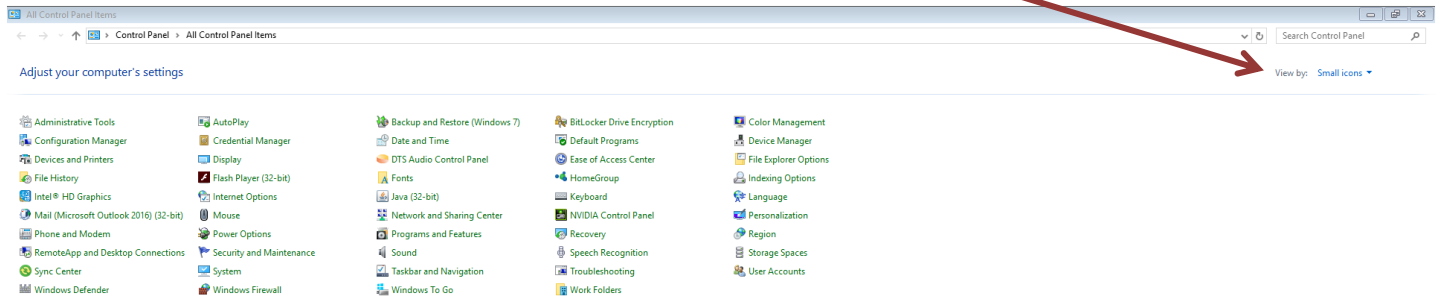 All Control Panel Items
Control Panel > All Control Panel Items
Search Control Panel
Adjust your computer's settings
View by: Small icons
Administrative Tools AutoPlay Backup and Restore (Windows 7) BitLocker Drive Encryption Color Management
Configuration Manager Credential Manager Date and Time Default Programs Device Manager
Devices and Printers Display DTS Audio Control Panel Ease of Access Center File Explorer Options
File History Flash Player (32-bit) Fonts HomeGroup Indexing Options
Intel® HD Graphics Internet Options Java (32-bit) Keyboard Language
Mail (Microsoft Outlook 2016) (32-bit) Mouse Network and Sharing Center NVIDIA Control Panel Personalization
Phone and Modem Power Options Programs and Features Recovery Region
RemoteApp and Desktop Connections Security and Maintenance Sound Speech Recognition Storage Spaces
Sync Center System Taskbar and Navigation Troubleshooting User Accounts
Windows Defender Windows Firewall Windows To Go Work Folders